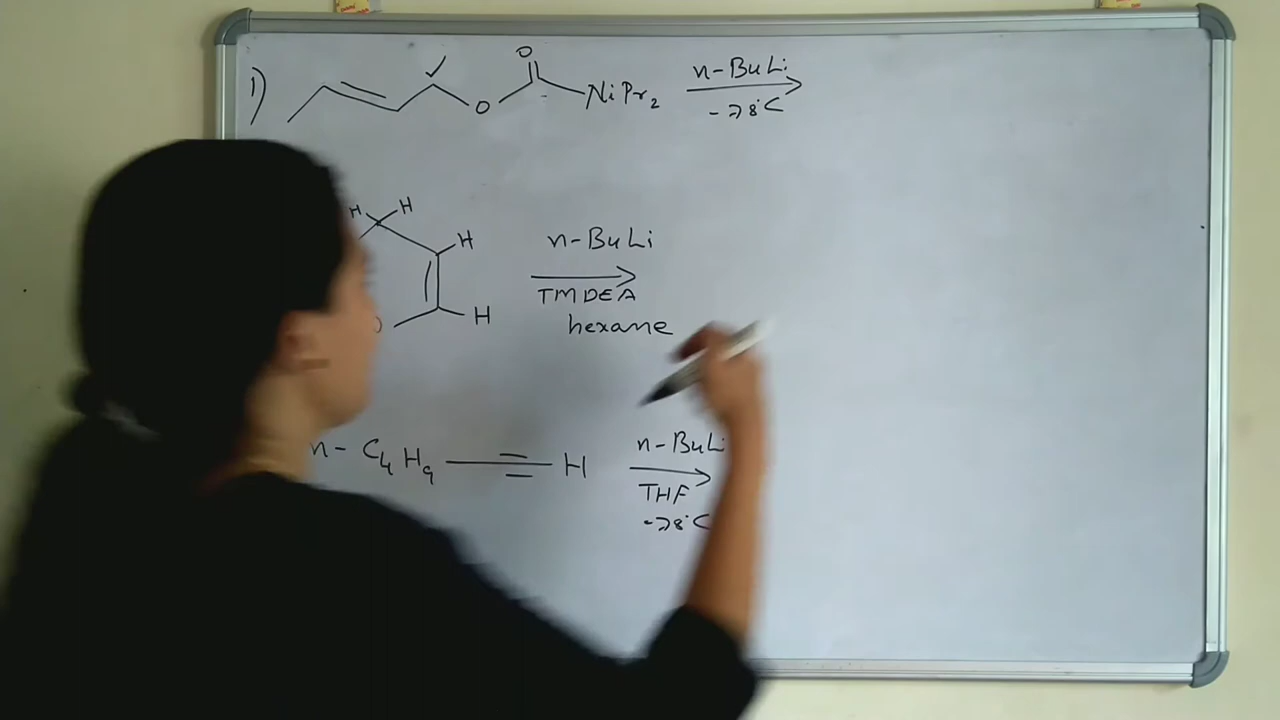 1) O O NiPr2 n-BuLi
-78°C
H H H H n-BuLi
TMDEA
hexane
n-C4H9 H n-BuLi
THF
-78°C